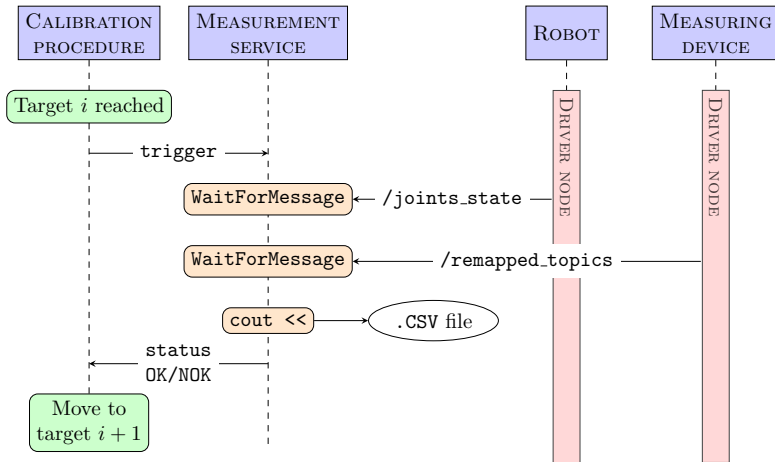 CALIBRATION
PROCEDURE
MEASUREMENT
SERVICE
ROBOT
MEASURING
DEVICE
Target i reached
DRIVER NODE
DRIVER NODE
trigger
WaitForMessage
/joints_state
WaitForMessage
/remapped_topics
cout <<
.CSV file
status
OK/NOK
Move to
target i + 1